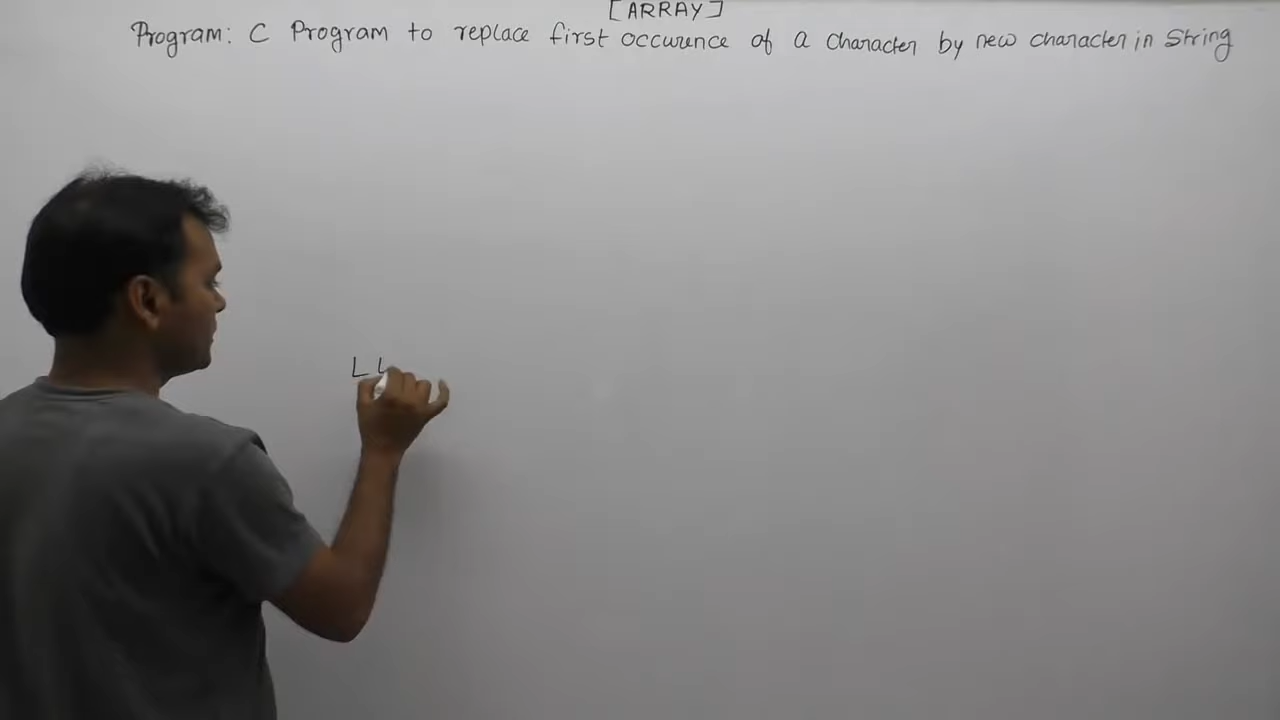 [ARRAY]
Program: C Program to replace first occurence of a character by new character in String
L